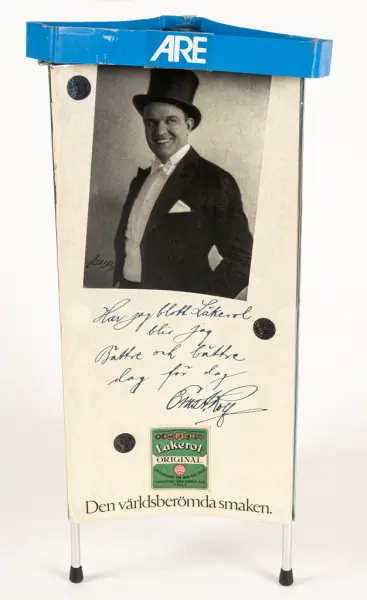 ARE
Har jag blott Läkerol
blir jag
Bättre och bättre
dag för dag
Ernst Rolf
Läkerol
ORIGINAL
Den världsberömda smaken.